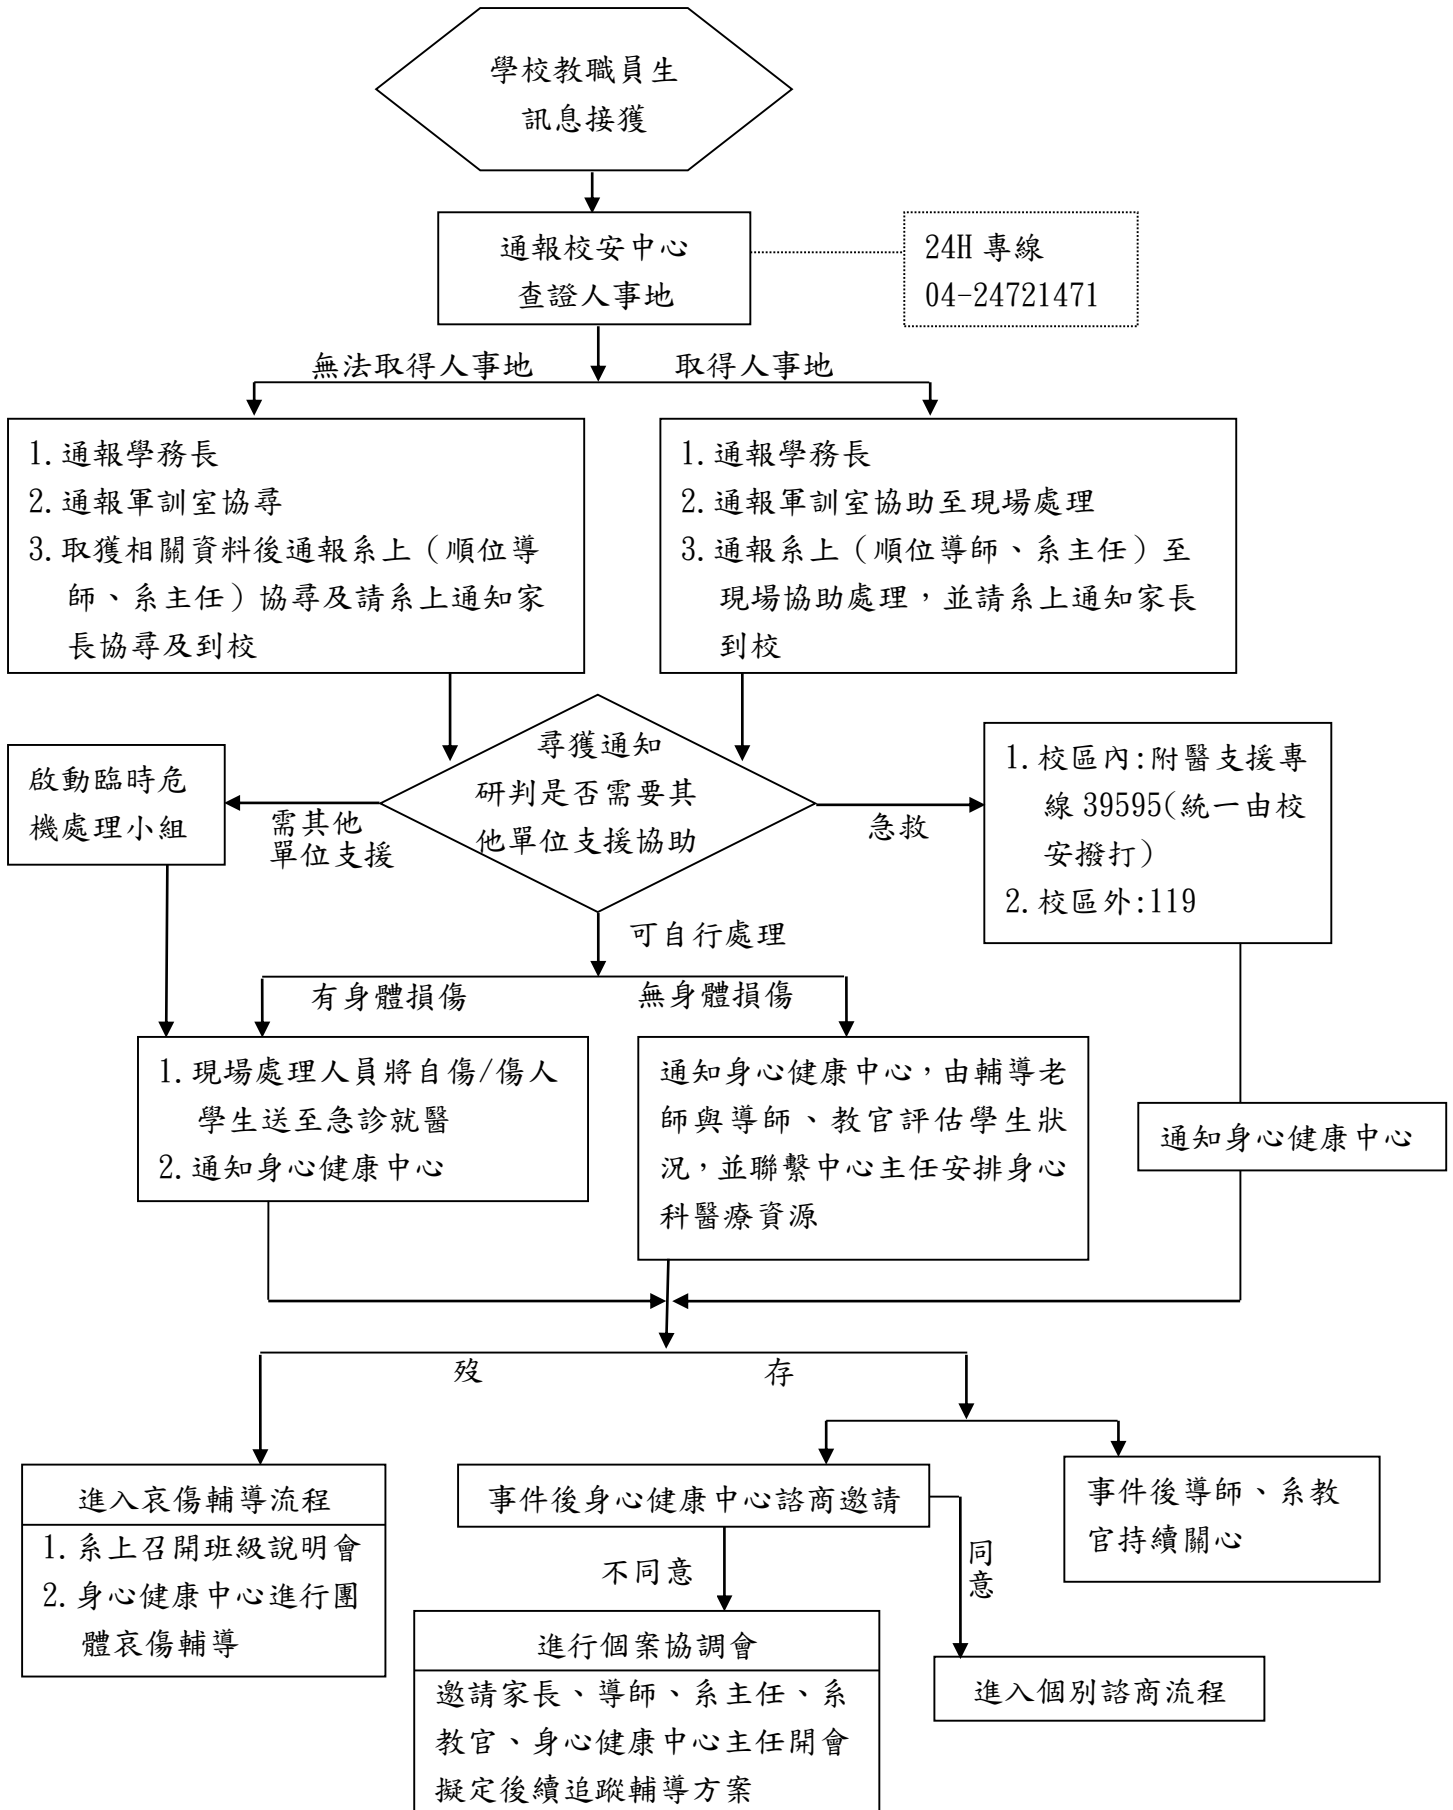 學校教職員生
訊息接獲
通報校安中心
查證人事地
24H 專線
04-24721471
無法取得人事地
取得人事地
1.通報學務長
2.通報軍訓室協尋
3.取獲相關資料後通報系上（順位導
師、系主任）協尋及請系上通知家
長協尋及到校
1.通報學務長
2.通報軍訓室協助至現場處理
3.通報系上（順位導師、系主任）至
現場協助處理，並請系上通知家長
到校
尋獲通知
研判是否需要其
他單位支援協助
啟動臨時危
機處理小組
需其他
單位支援
急救
1.校區內:附醫支援專
線 39595(統一由校
安撥打)
2.校區外:119
可自行處理
有身體損傷
無身體損傷
1.現場處理人員將自傷/傷人
學生送至急診就醫
2.通知身心健康中心
通知身心健康中心，由輔導老
師與導師、教官評估學生狀
況，並聯繫中心主任安排身心
科醫療資源
通知身心健康中心
歿
存
進入哀傷輔導流程
1.系上召開班級說明會
2.身心健康中心進行團
體哀傷輔導
事件後身心健康中心諮商邀請
事件後導師、系教
官持續關心
不同意
同
意
進行個案協調會
邀請家長、導師、系主任、系
教官、身心健康中心主任開會
擬定後續追蹤輔導方案
進入個別諮商流程